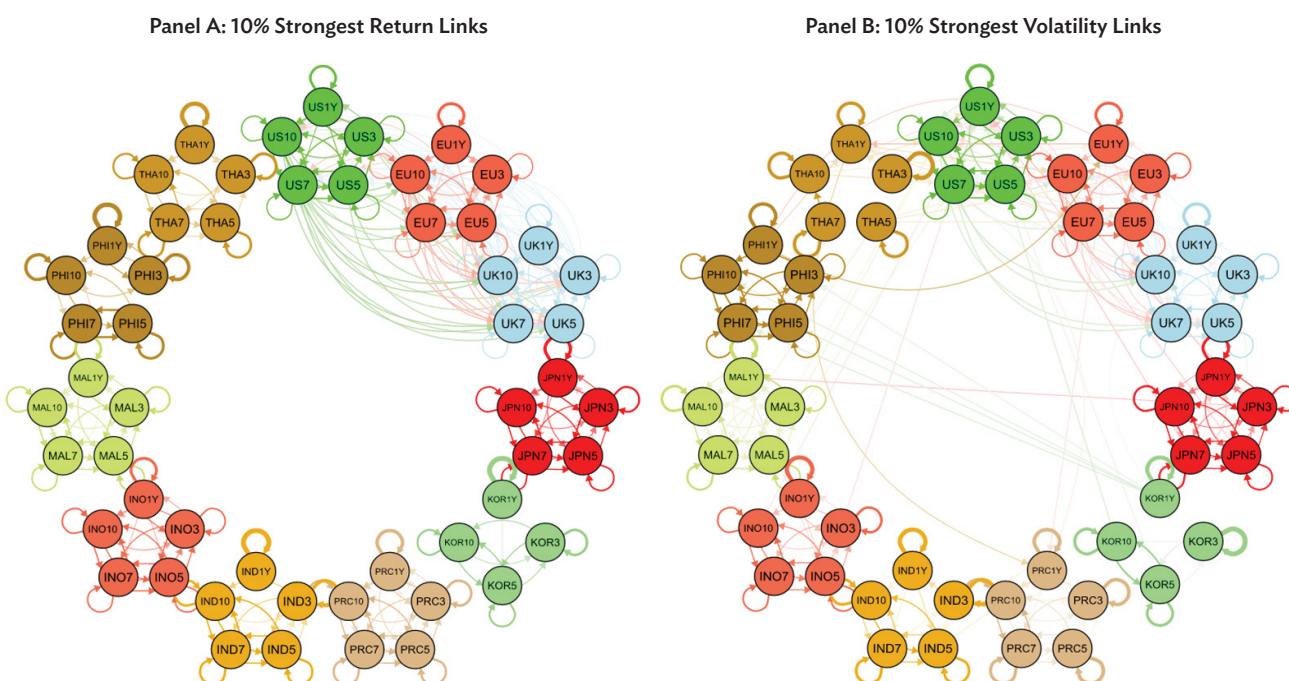 Panel A: 10% Strongest Return Links
US1Y
US10
US3
US7
US5
EU1Y
EU10
EU3
EU7
EU5
UK1Y
UK10
UK3
UK7
UK5
JPN1Y
JPN10
JPN3
JPN7
JPN5
KOR1Y
KOR10
KOR3
KOR5
PRC1Y
PRC10
PRC3
PRC7
PRC5
IND1Y
IND10
IND3
IND7
IND5
INO1Y
INO10
INO3
INO7
INO5
MAL1Y
MAL10
MAL3
MAL7
MAL5
PHI1Y
PHI10
PHI3
PHI7
PHI5
THA1Y
THA10
THA3
THA7
THA5
Panel B: 10% Strongest Volatility Links
US1Y
US10
US3
US7
US5
EU1Y
EU10
EU3
EU7
EU5
UK1Y
UK10
UK3
UK7
UK5
JPN1Y
JPN10
JPN3
JPN7
JPN5
KOR1Y
KOR10
KOR3
KOR5
PRC1Y
PRC10
PRC3
PRC7
PRC5
IND1Y
IND10
IND3
IND7
IND5
INO1Y
INO10
INO3
INO7
INO5
MAL1Y
MAL10
MAL3
MAL7
MAL5
PHI1Y
PHI10
PHI3
PHI7
PHI5
THA1Y
THA10
THA3
THA7
THA5